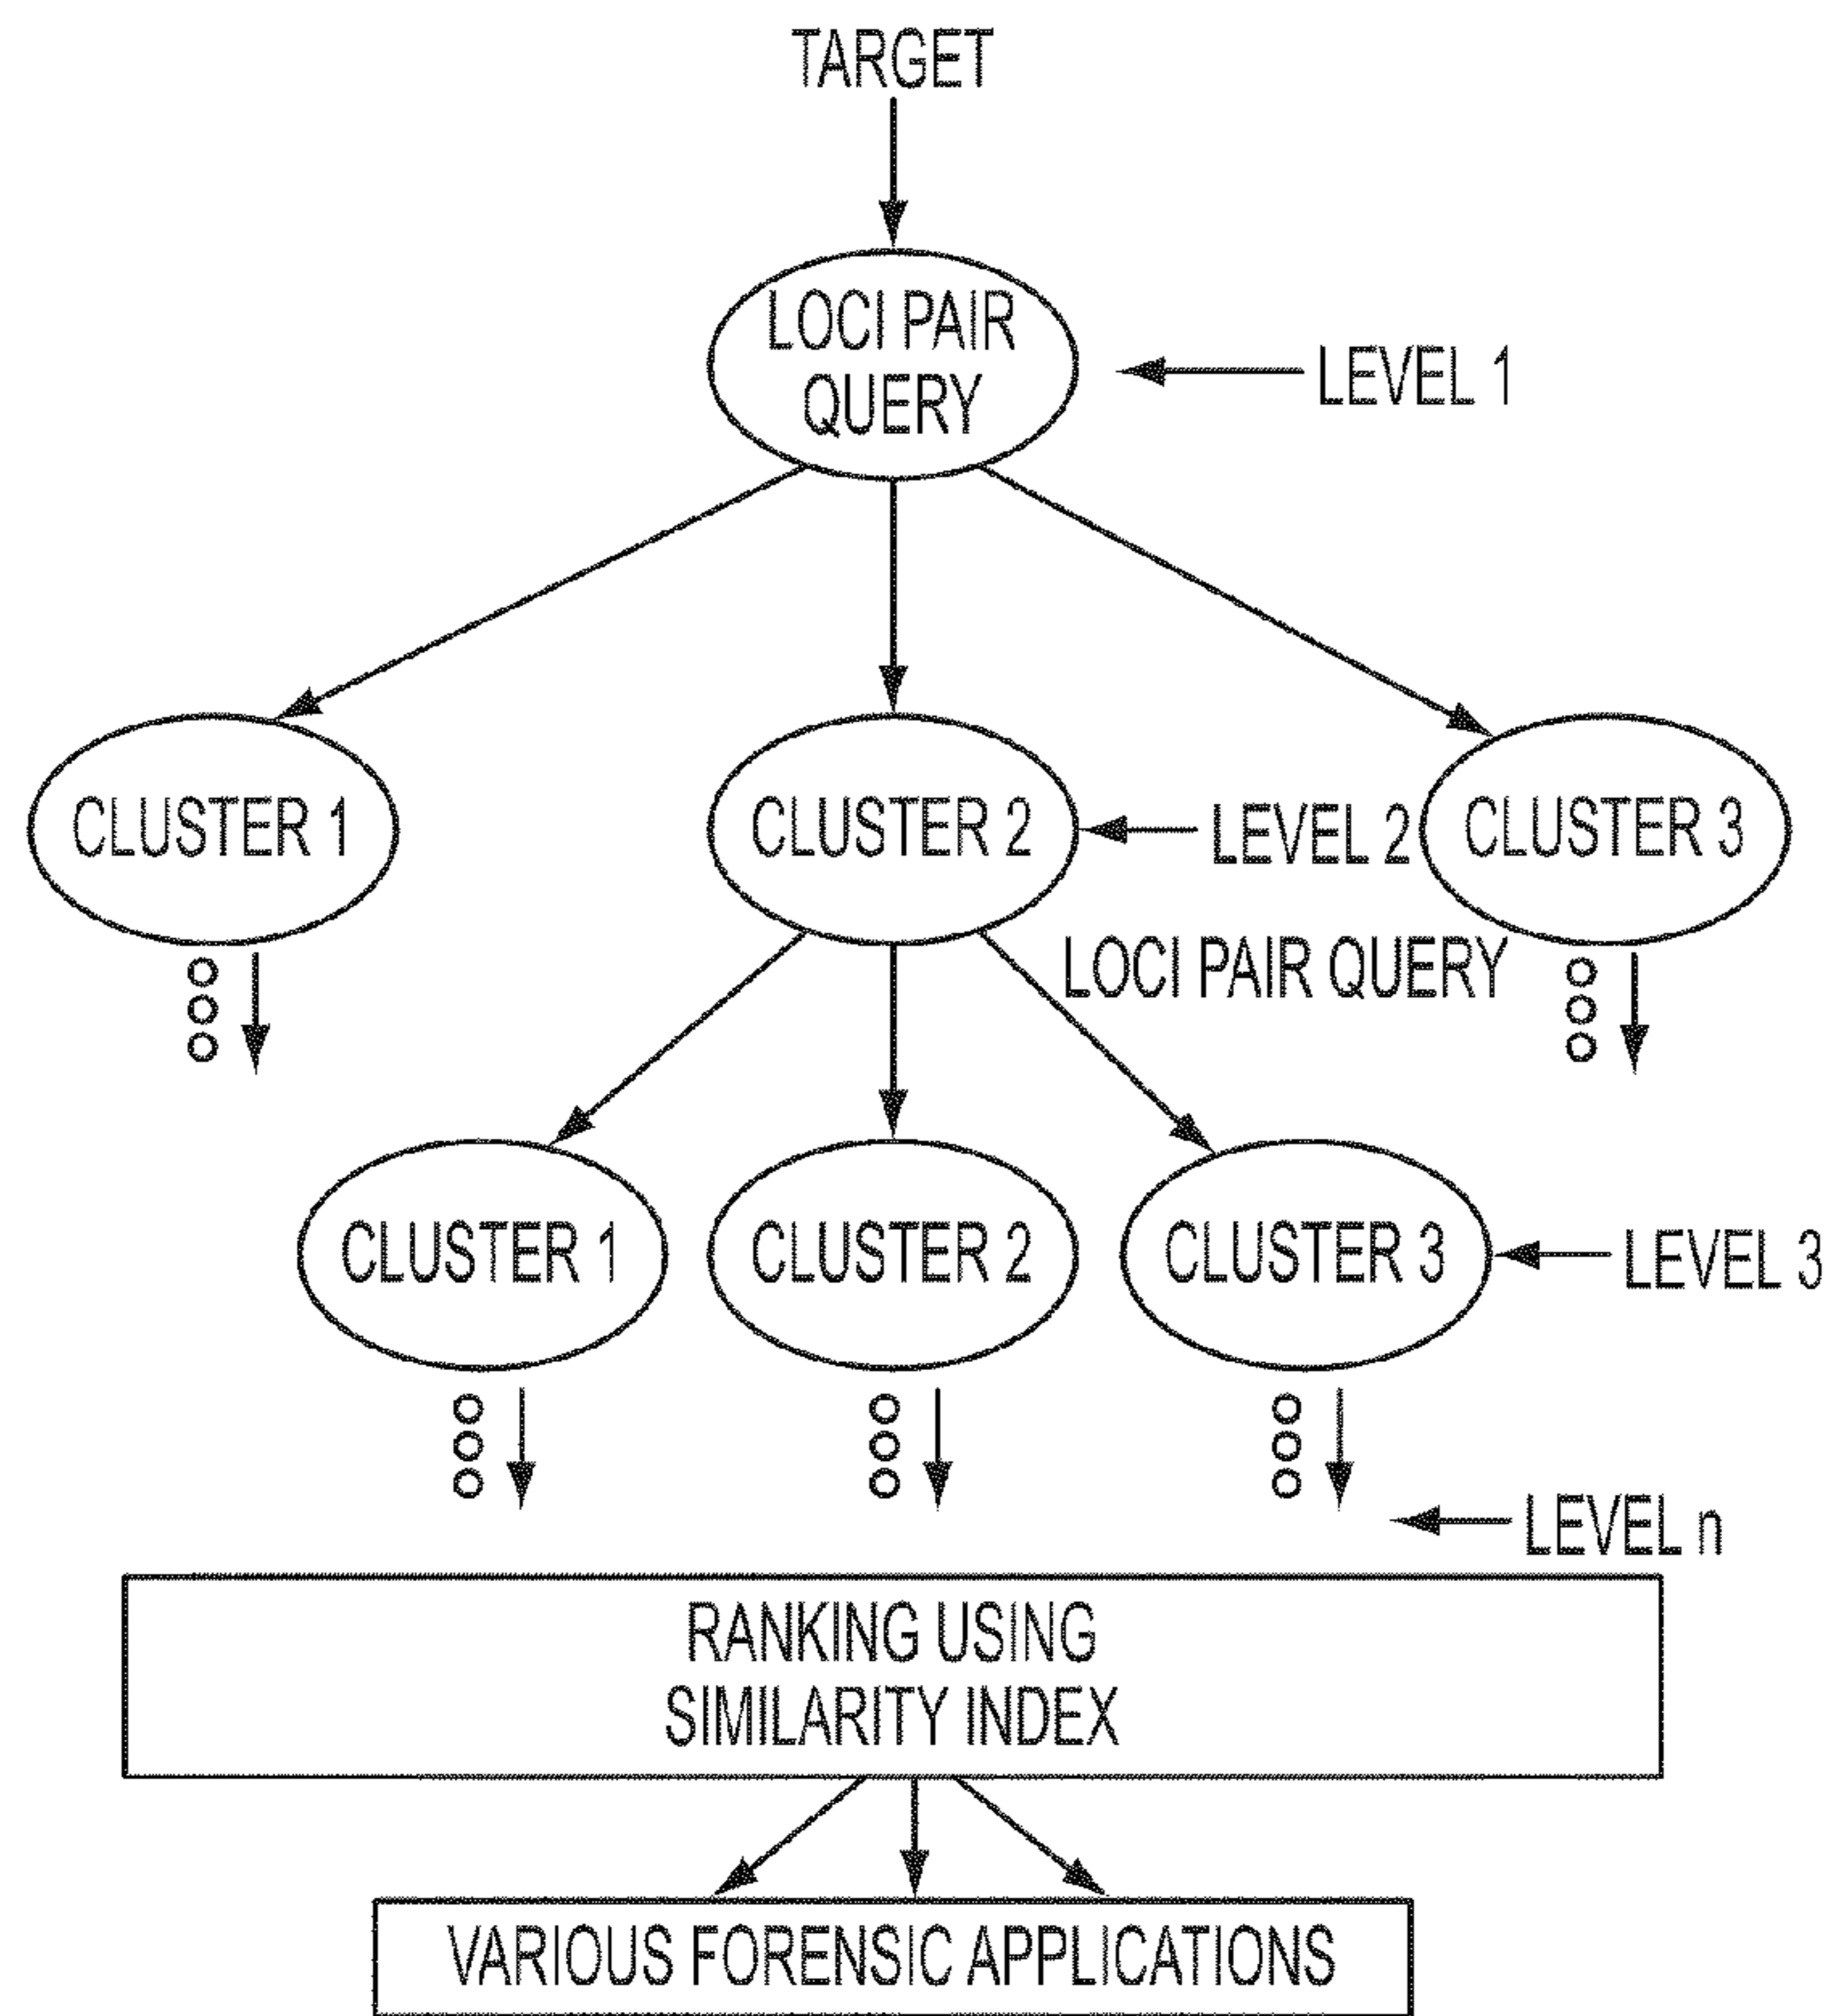 TARGET
LOCI PAIR
QUERY
LEVEL 1
CLUSTER 1
CLUSTER 2
LEVEL 2
CLUSTER 3
LOCI PAIR QUERY
CLUSTER 1
CLUSTER 2
CLUSTER 3
LEVEL 3
LEVEL n
RANKING USING
SIMILARITY INDEX
VARIOUS FORENSIC APPLICATIONS